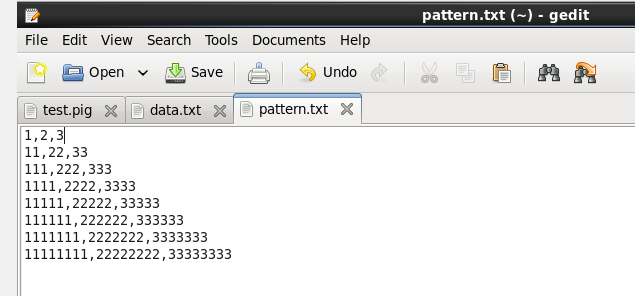 pattern.txt (~) - gedit
File Edit View Search Tools Documents Help
Open Save Undo
test.pig data.txt pattern.txt
1,2,3
11,22,33
111,222,333
1111,2222,3333
11111,22222,33333
111111,222222,333333
1111111,2222222,3333333
11111111,22222222,33333333